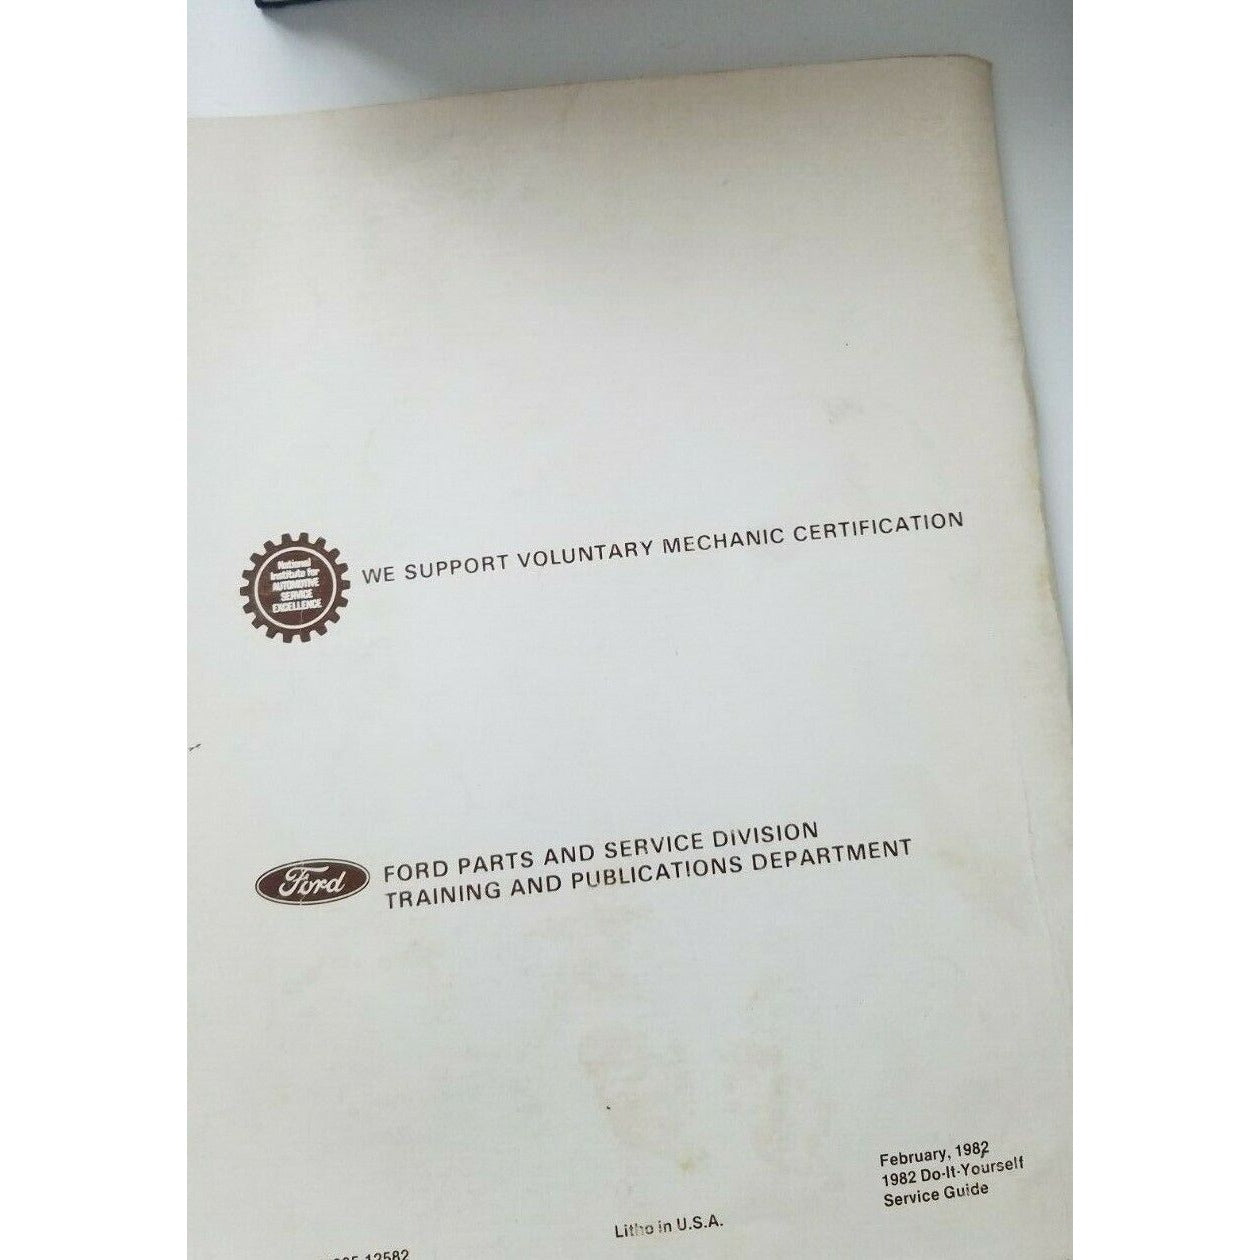 National
Institute for
AUTOMOTIVE
SERVICE
EXCELLENCE
WE SUPPORT VOLUNTARY MECHANIC CERTIFICATION
Ford
FORD PARTS AND SERVICE DIVISION
TRAINING AND PUBLICATIONS DEPARTMENT
February, 1982
1982 Do-It-Yourself
Service Guide
Litho in U.S.A.
12582